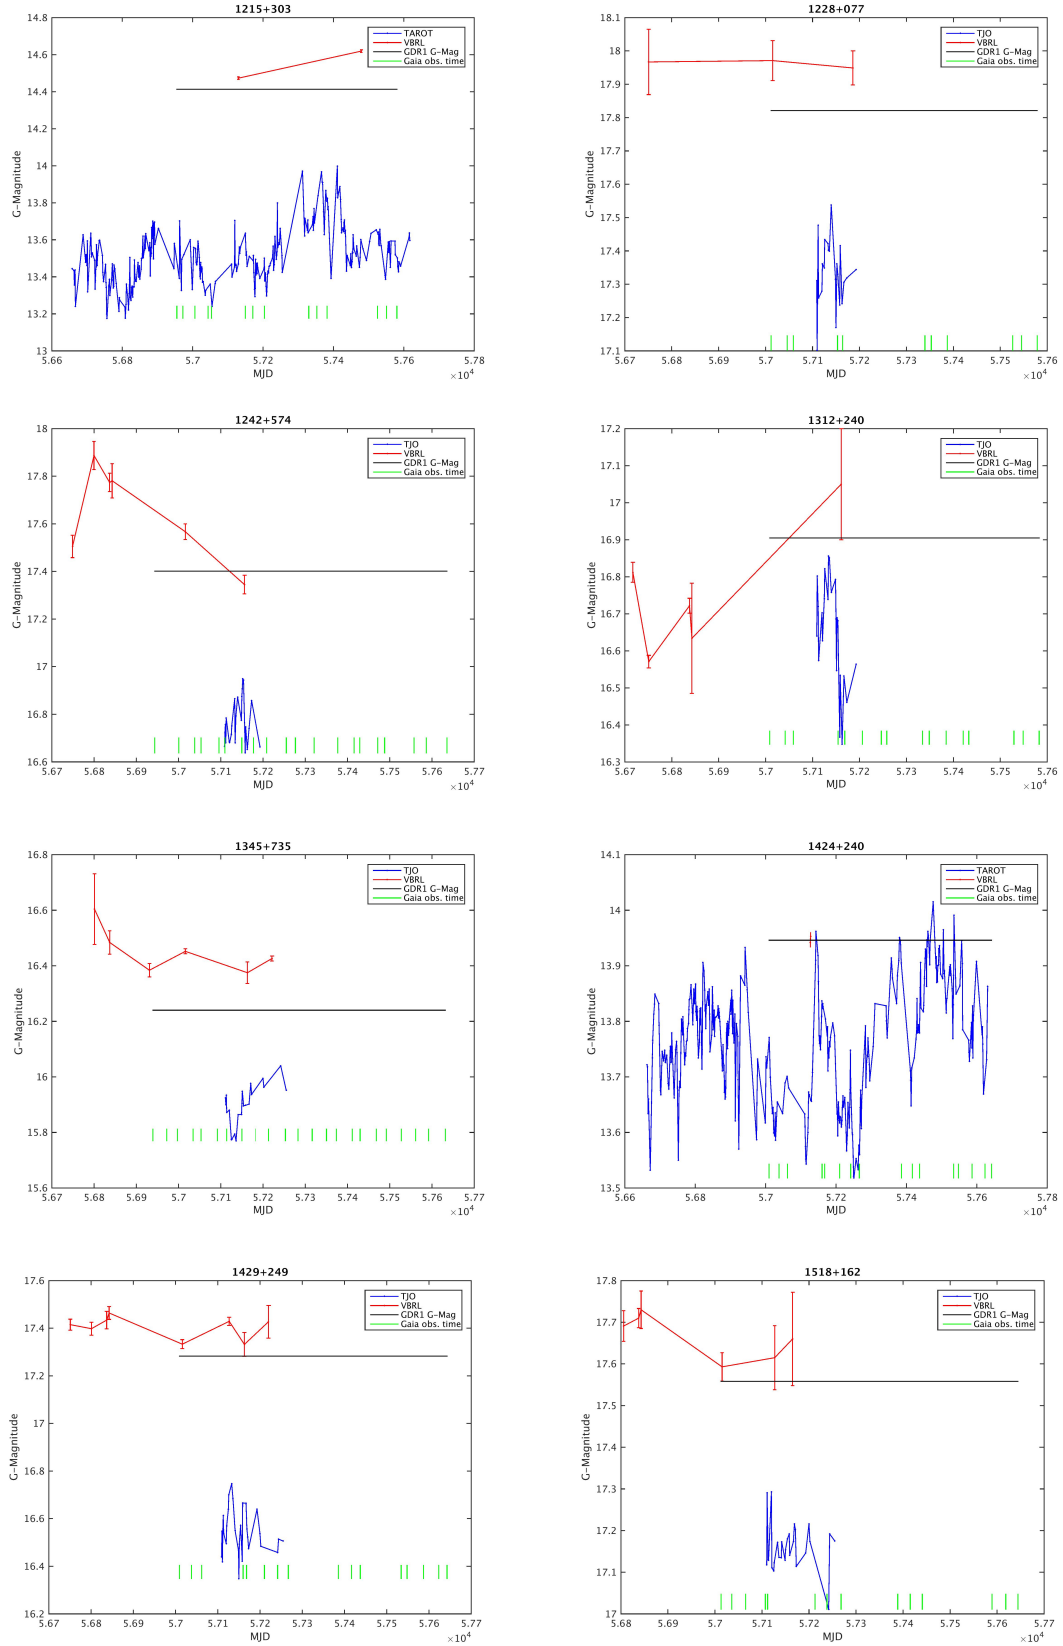 1215+303
G-Magnitude
14.8
14.6
14.4
14.2
14
13.8
13.6
13.4
13.2
13
TAROT
VBRL
GDR1 G-Mag
Gaia obs. time
5.66 5.68 5.7 5.72 5.74 5.76 5.78
MJD
×10⁴
1228+077
G-Magnitude
18.1
18
17.9
17.8
17.7
17.6
17.5
17.4
17.3
17.2
17.1
TJO
VBRL
GDR1 G-Mag
Gaia obs. time
5.67 5.68 5.69 5.7 5.71 5.72 5.73 5.74 5.75 5.76
MJD
×10⁴
1242+574
G-Magnitude
18
17.8
17.6
17.4
17.2
17
16.8
16.6
TJO
VBRL
GDR1 G-Mag
Gaia obs. time
5.67 5.68 5.69 5.7 5.71 5.72 5.73 5.74 5.75 5.76 5.77
MJD
×10⁴
1312+240
G-Magnitude
17.2
17.1
17
16.9
16.8
16.7
16.6
16.5
16.4
16.3
TJO
VBRL
GDR1 G-Mag
Gaia obs. time
5.67 5.68 5.69 5.7 5.71 5.72 5.73 5.74 5.75 5.76
MJD
×10⁴
1345+735
G-Magnitude
16.8
16.6
16.4
16.2
16
15.8
15.6
TJO
VBRL
GDR1 G-Mag
Gaia obs. time
5.67 5.68 5.69 5.7 5.71 5.72 5.73 5.74 5.75 5.76 5.77
MJD
×10⁴
1424+240
G-Magnitude
14.1
14
13.9
13.8
13.7
13.6
13.5
TAROT
VBRL
GDR1 G-Mag
Gaia obs. time
5.66 5.68 5.7 5.72 5.74 5.76 5.78
MJD
×10⁴
1429+249
G-Magnitude
17.6
17.4
17.2
17
16.8
16.6
16.4
16.2
TJO
VBRL
GDR1 G-Mag
Gaia obs. time
5.67 5.68 5.69 5.7 5.71 5.72 5.73 5.74 5.75 5.76 5.77
MJD
×10⁴
1518+162
G-Magnitude
17.8
17.7
17.6
17.5
17.4
17.3
17.2
17.1
17
TJO
VBRL
GDR1 G-Mag
Gaia obs. time
5.68 5.69 5.7 5.71 5.72 5.73 5.74 5.75 5.76 5.77
MJD
×10⁴